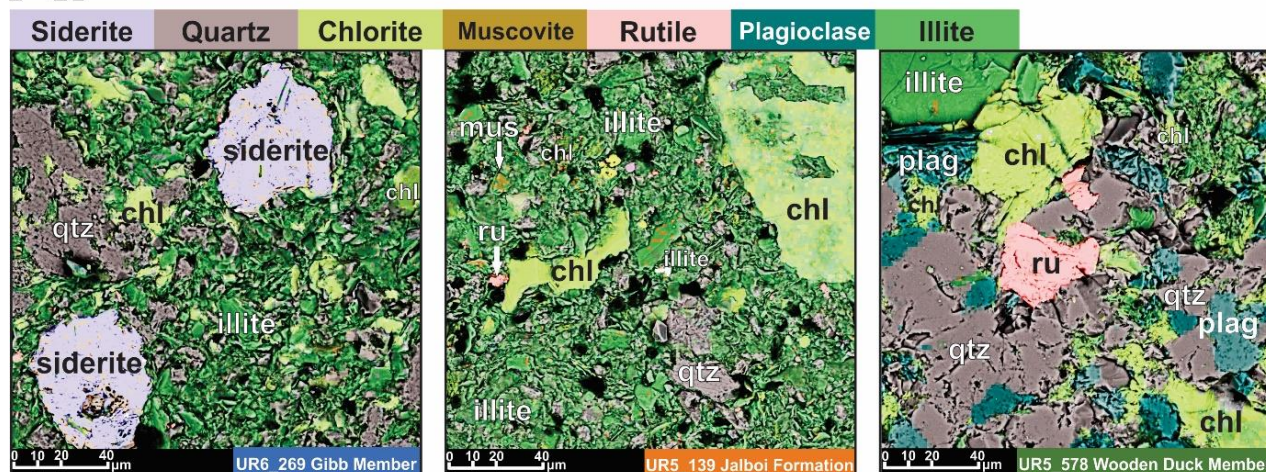 Siderite Quartz Chlorite Muscovite Rutile Plagioclase Illite
siderite
chl
chl
qtz
illite
siderite
0 10 20 40 μm
UR6_269 Gibb Member
mus
illite
chl
ru
chl
illite
chl
qtz
illite
0 10 20 40 μm
UR5_139 Jalboi Formation
illite
chl
chl
plag
chl
ru
qtz
plag
qtz
chl
0 10 20 40 μm
UR5_578 Wooden Duck Membe